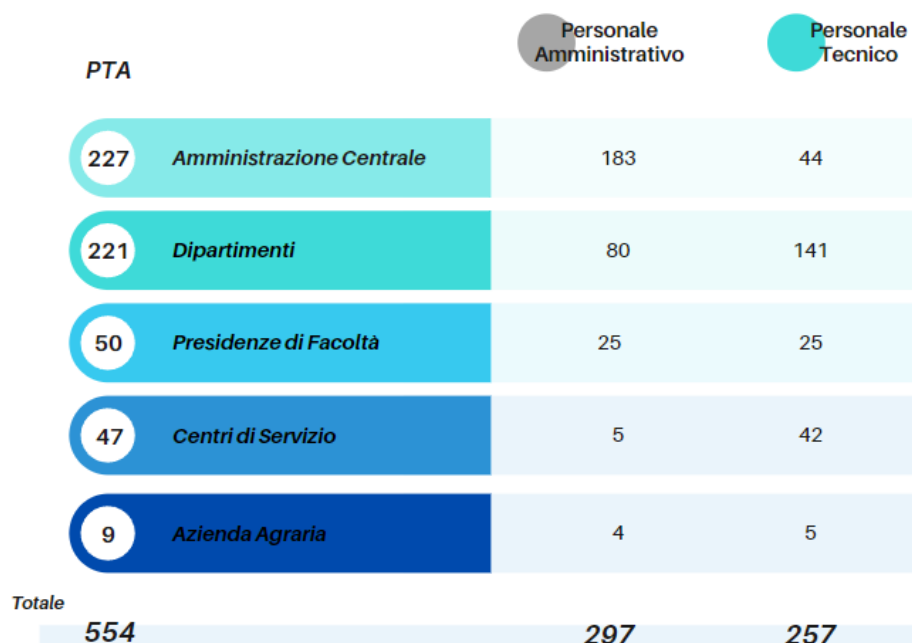 PTA
Personale
Amministrativo
Personale
Tecnico
227 Amministrazione Centrale 183 44
221 Dipartimenti 80 141
50 Presidenze di Facoltà 25 25
47 Centri di Servizio 5 42
9 Azienda Agraria 4 5
Totale
554 297 257